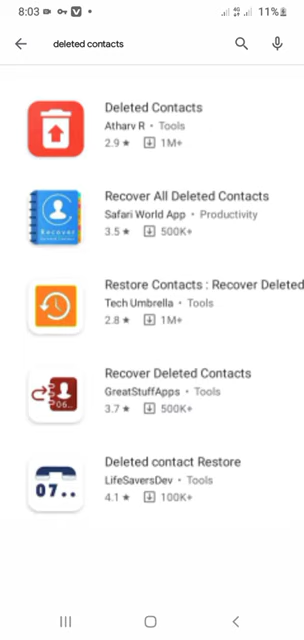 8:03 11%
deleted contacts
Deleted Contacts
Atharv R • Tools
2.9 ★ 1M+
Recover All Deleted Contacts
Safari World App • Productivity
3.5 ★ 500K+
Restore Contacts : Recover Deleted
Tech Umbrella • Tools
2.8 ★ 1M+
Recover Deleted Contacts
GreatStuffApps • Tools
3.7 ★ 500K+
Deleted contact Restore
LifeSaversDev • Tools
4.1 ★ 100K+
Recover
06..
07..